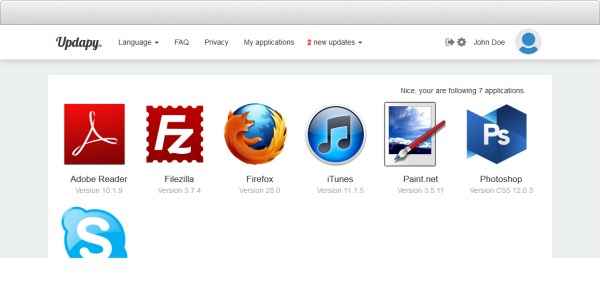 Updapy. Language FAQ Privacy My applications 2 new updates John Doe
Nice, your are following 7 applications.
Fz
Ps
Adobe Reader Filezilla Firefox iTunes Paint.net Photoshop
Version 10.1.9 Version 3.7.4 Version 28.0 Version 11.1.5 Version 3.5.11 Version CS5 12.0.3
S